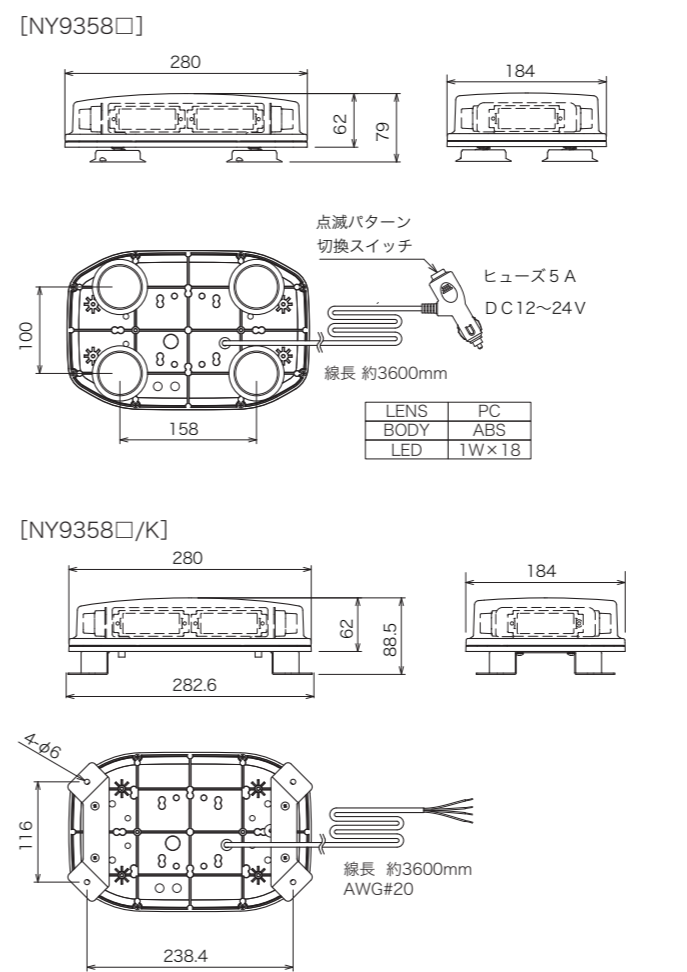 [NY9358□]
280
184
62
79
点滅パターン
切換スイッチ
ヒューズ5A
DC12～24V
100
線長 約3600mm
158
LENS PC
BODY ABS
LED 1W×18
[NY9358□/K]
280
184
62
88.5
282.6
4-φ6
116
線長 約3600mm
AWG#20
238.4